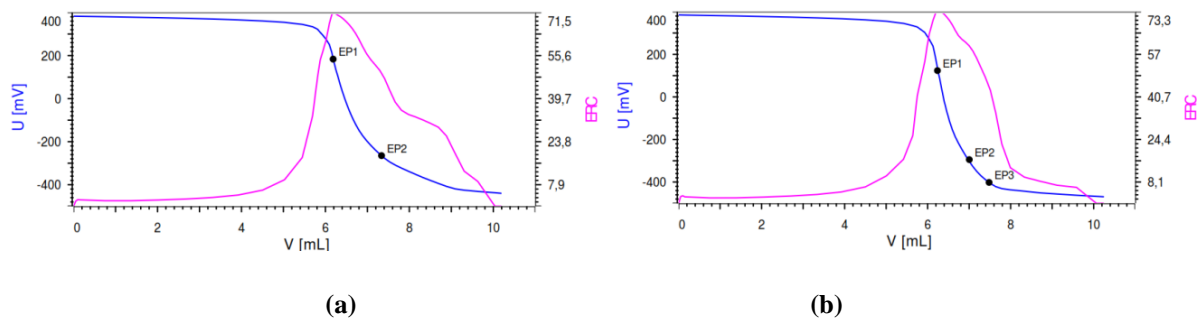 400
200
0
-200
-400
U [mV]
0
2
4
6
8
10
V [mL]
71,5
55,6
39,7
23,8
7,9
ERC
EP1
EP2
(a)
400
200
0
-200
-400
U [mV]
0
2
4
6
8
10
V [mL]
73,3
57
40,7
24,4
8,1
ERC
EP1
EP2
EP3
(b)